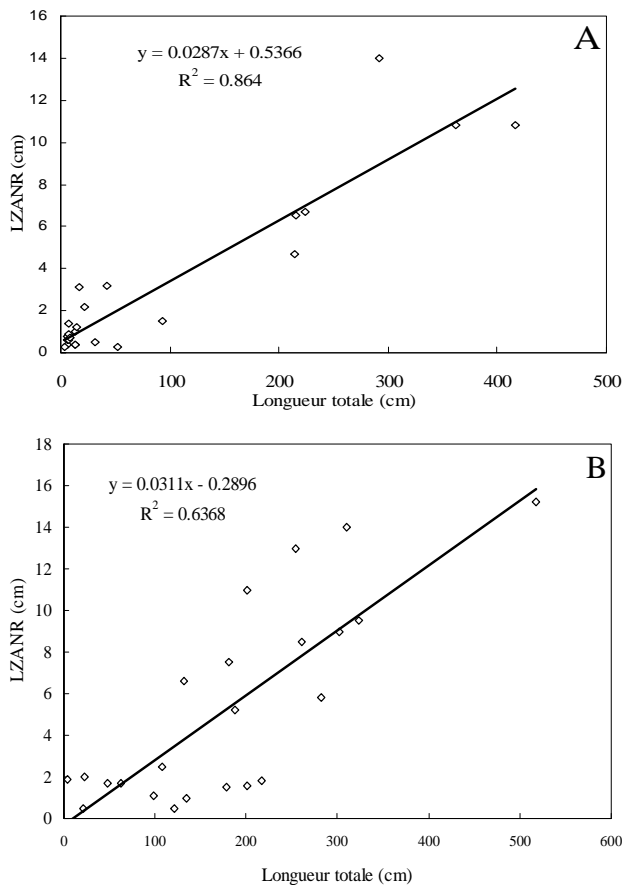 A
y = 0.0287x + 0.5366
R² = 0.864
LZANR (cm)
16
14
12
10
8
6
4
2
0
0 100 200 300 400 500
Longueur totale (cm)
B
y = 0.0311x - 0.2896
R² = 0.6368
LZANR (cm)
18
16
14
12
10
8
6
4
2
0
0 100 200 300 400 500 600
Longueur totale (cm)